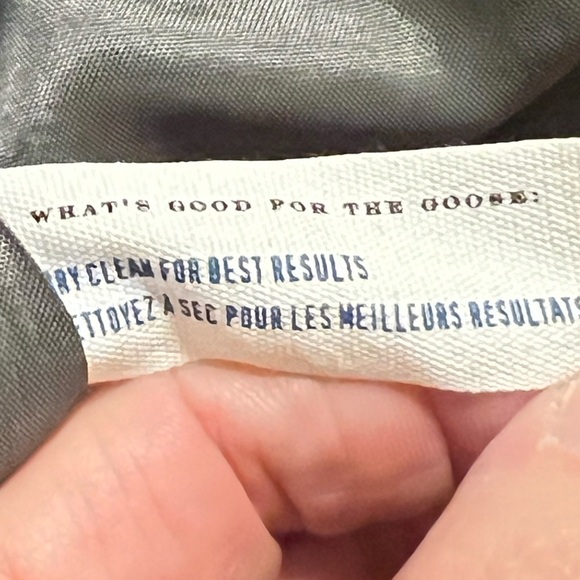 WHAT'S GOOD FOR THE GOOSE:
RY CLEAN FOR BEST RESULTS
ETTOYEZ A SEC POUR LES MEILLEURS RESULTATS